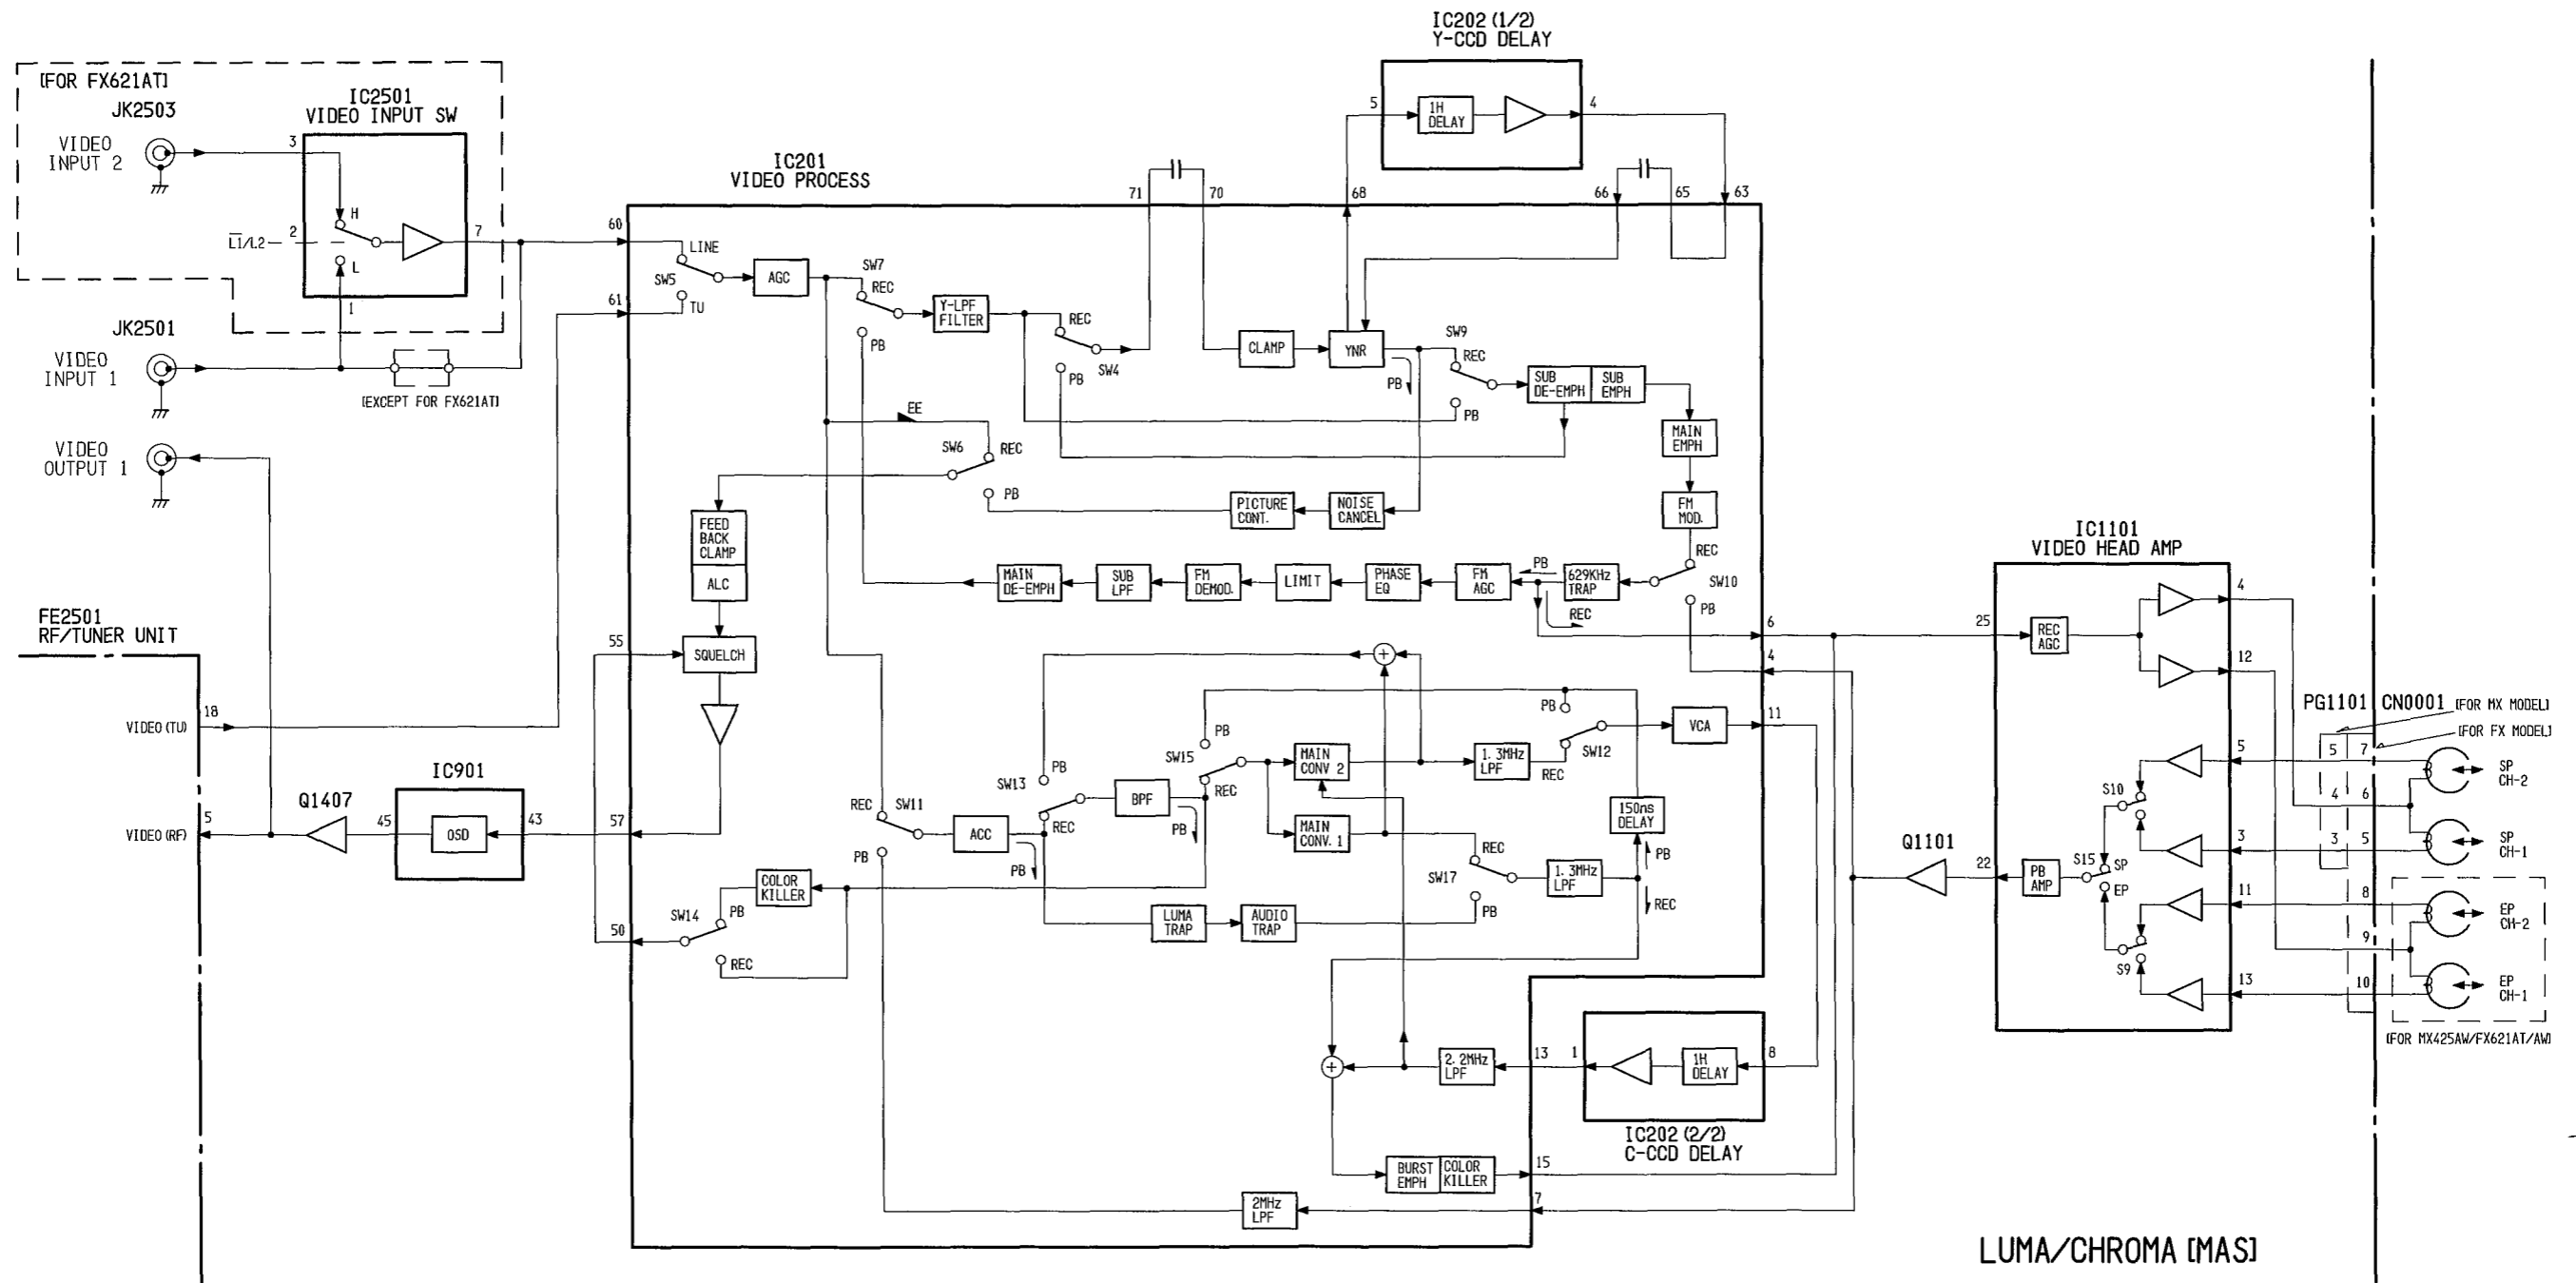 IC202 (1/2)
Y-CCD DELAY
5
1H
DELAY
4
[FOR FX621AT]
JK2503
IC2501
VIDEO INPUT SW
VIDEO
INPUT 2
3
H
L1/L2
2
7
L
1
JK2501
VIDEO
INPUT 1
[EXCEPT FOR FX621AT]
VIDEO
OUTPUT 1
IC201
VIDEO PROCESS
71
70
68
66
65
63
60
LINE
SW5
61
TU
AGC
SW7
REC
PB
Y-LPF
FILTER
REC
PB
SW4
CLAMP
YNR
PB
SW9
REC
PB
SUB
DE-EMPH
SUB
EMPH
MAIN
EMPH
EE
SW6
REC
PB
PICTURE
CONT.
NOISE
CANCEL
FM
MOD.
FEED
BACK
CLAMP
ALC
MAIN
DE-EMPH
SUB
LPF
FM
DEMOD.
LIMIT
PHASE
EQ
FM
AGC
PB
629KHz
TRAP
REC
REC
SW10
PB
6
4
55
SQUELCH
FE2501
RF/TUNER UNIT
VIDEO (TU)
18
VIDEO (RF)
5
Q1407
IC901
45
OSD
43
57
REC
SW11
PB
ACC
PB
SW13
PB
REC
BPF
PB
SW15
PB
REC
MAIN
CONV 2
MAIN
CONV. 1
1.3MHz
LPF
PB
SW12
REC
VCA
11
150ns
DELAY
PB
REC
REC
SW17
PB
1.3MHz
LPF
COLOR
KILLER
SW14
PB
50
REC
LUMA
TRAP
AUDIO
TRAP
2.2MHz
LPF
13
1
1H
DELAY
8
IC202 (2/2)
C-CCD DELAY
BURST
EMPH
COLOR
KILLER
15
2MHz
LPF
7
IC1101
VIDEO HEAD AMP
25
REC
AGC
4
12
5
3
11
13
S10
S15
SP
EP
S9
PB
AMP
22
Q1101
PG1101
CN0001
[FOR MX MODEL]
[FOR FX MODEL]
5
7
4
6
3
5
8
9
10
SP
CH-2
SP
CH-1
EP
CH-2
EP
CH-1
[FOR MX425AW/FX621AT/AW]
LUMA/CHROMA [MAS]